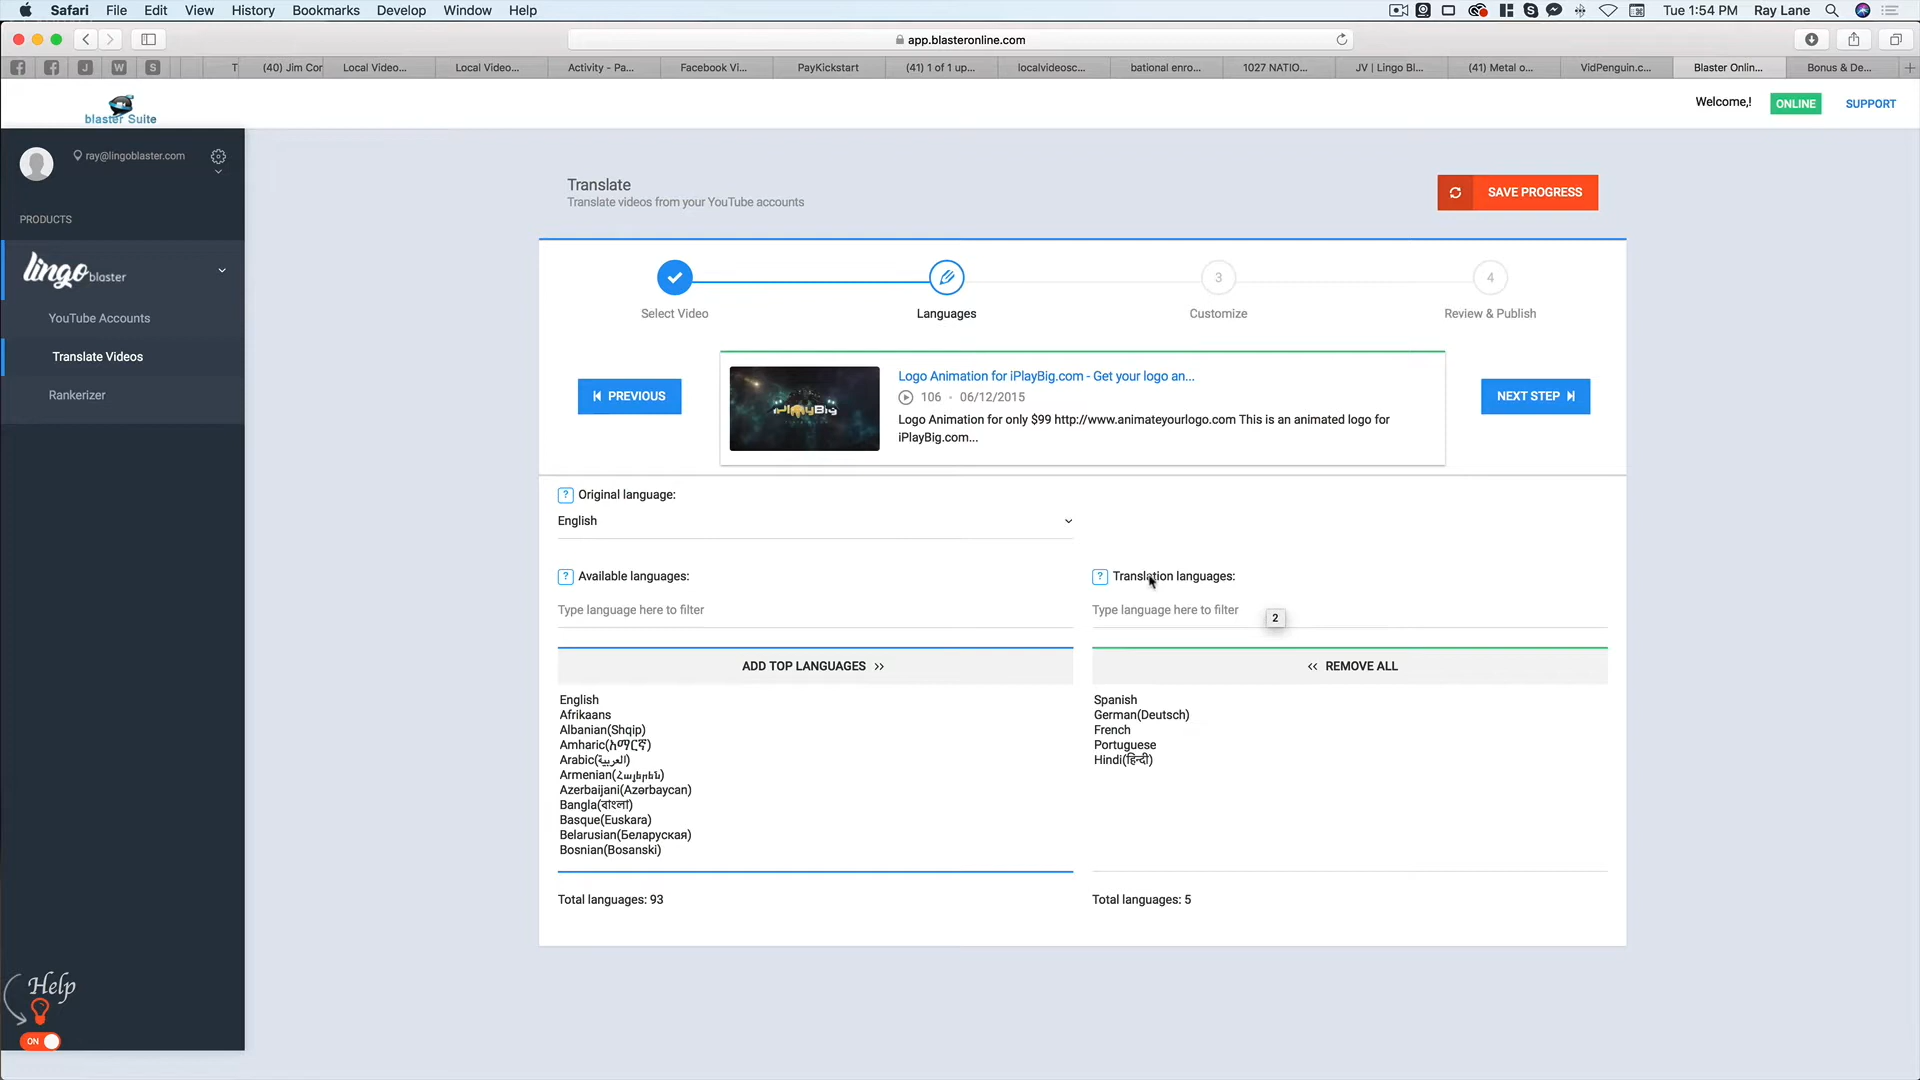 Safari File Edit View History Bookmarks Develop Window Help
Tue 1:54 PM Ray Lane
app.blasteronline.com
J W S T (40) Jim Cor Local Video... Local Video... Activity - Pa... Facebook Vi... PayKickstart (41) 1 of 1 up... localvideosc... bational enro... 1027 NATIO... JV | Lingo Bl... (41) Metal o... VidPenguin.c... Blaster Onlin... Bonus & De...
blaster Suite
Welcome,! ONLINE SUPPORT
ray@lingoblaster.com
PRODUCTS
lingo blaster
YouTube Accounts
Translate Videos
Rankerizer
Help
ON
Translate
Translate videos from your YouTube accounts
SAVE PROGRESS
3 4
Select Video Languages Customize Review & Publish
PREVIOUS
iPlayBig
Logo Animation for iPlayBig.com - Get your logo an...
106 · 06/12/2015
Logo Animation for only $99 http://www.animateyourlogo.com This is an animated logo for
iPlayBig.com...
NEXT STEP
? Original language:
English
? Available languages:
Type language here to filter
ADD TOP LANGUAGES >>
English
Afrikaans
Albanian(Shqip)
Amharic(አማርኛ)
Arabic(العربية)
Armenian(Հայերեն)
Azerbaijani(Azərbaycan)
Bangla(বাংলা)
Basque(Euskara)
Belarusian(Беларуская)
Bosnian(Bosanski)
Total languages: 93
? Translation languages:
Type language here to filter
2
<< REMOVE ALL
Spanish
German(Deutsch)
French
Portuguese
Hindi(हिन्दी)
Total languages: 5